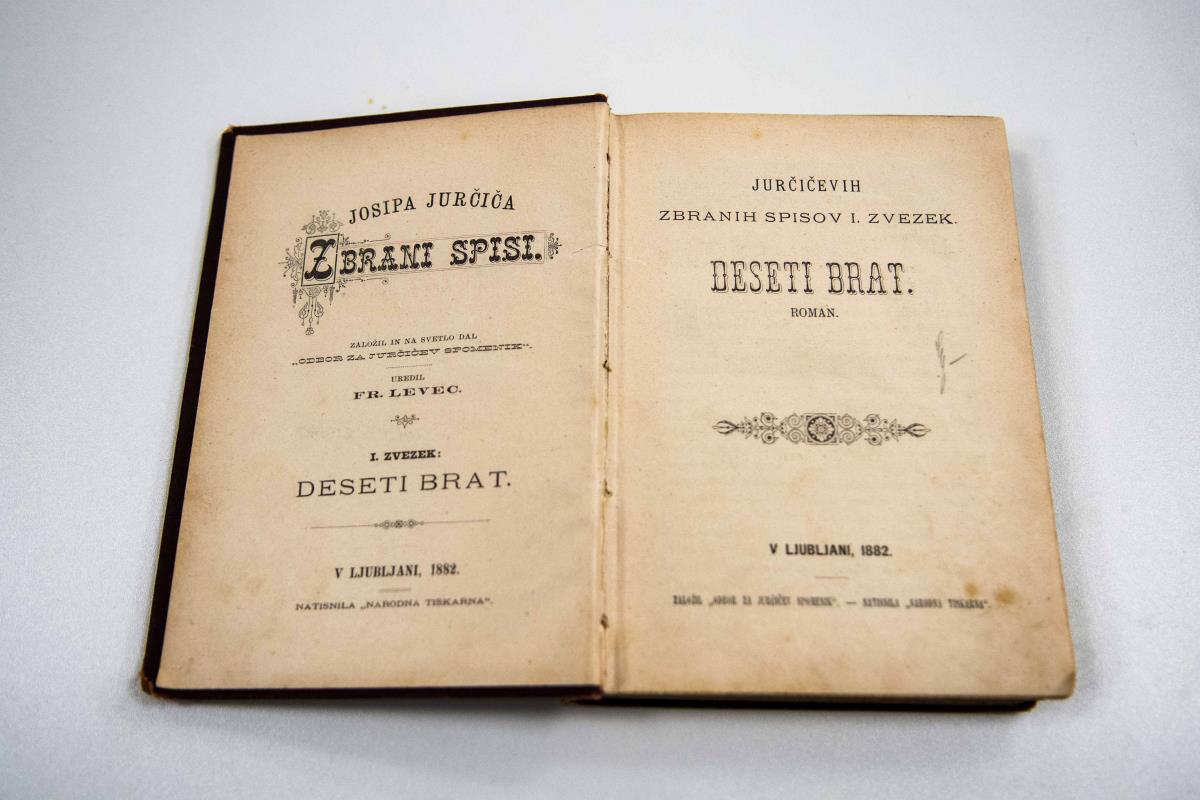 JOSIPA JURČIČA
ZBRANI SPISI.
ZALOŽIL IN NA SVETLO DAL
„ODBOR ZA JURČIČEV SPOMENIK“.
UREDIL
FR. LEVEC.
I. ZVEZEK:
DESETI BRAT.
V LJUBLJANI, 1882.
NATISNILA „NARODNA TISKARNA“.
JURČIČEVIH
ZBRANIH SPISOV I. ZVEZEK.
DESETI BRAT.
ROMAN.
V LJUBLJANI, 1882.
ZALOŽIL „ODBOR ZA JURČIČEV SPOMENIK“. — NATISNILA „NARODNA TISKARNA“.